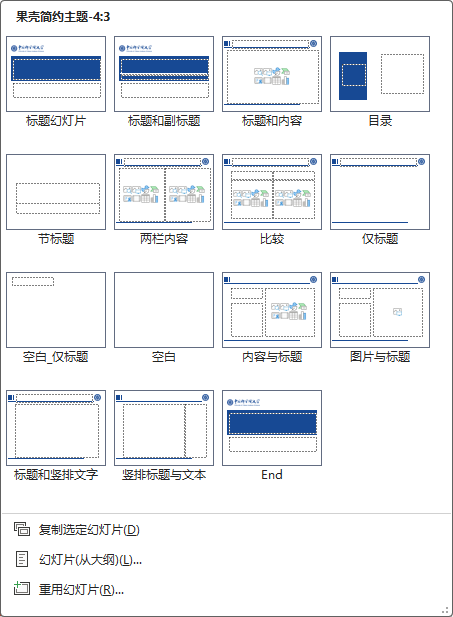 果壳简约主题-4:3
标题幻灯片
标题和副标题
标题和内容
目录
节标题
两栏内容
比较
仅标题
空白_仅标题
空白
内容与标题
图片与标题
标题和竖排文字
竖排标题与文本
End
复制选定幻灯片(D)
幻灯片(从大纲)(L)...
重用幻灯片(R)...